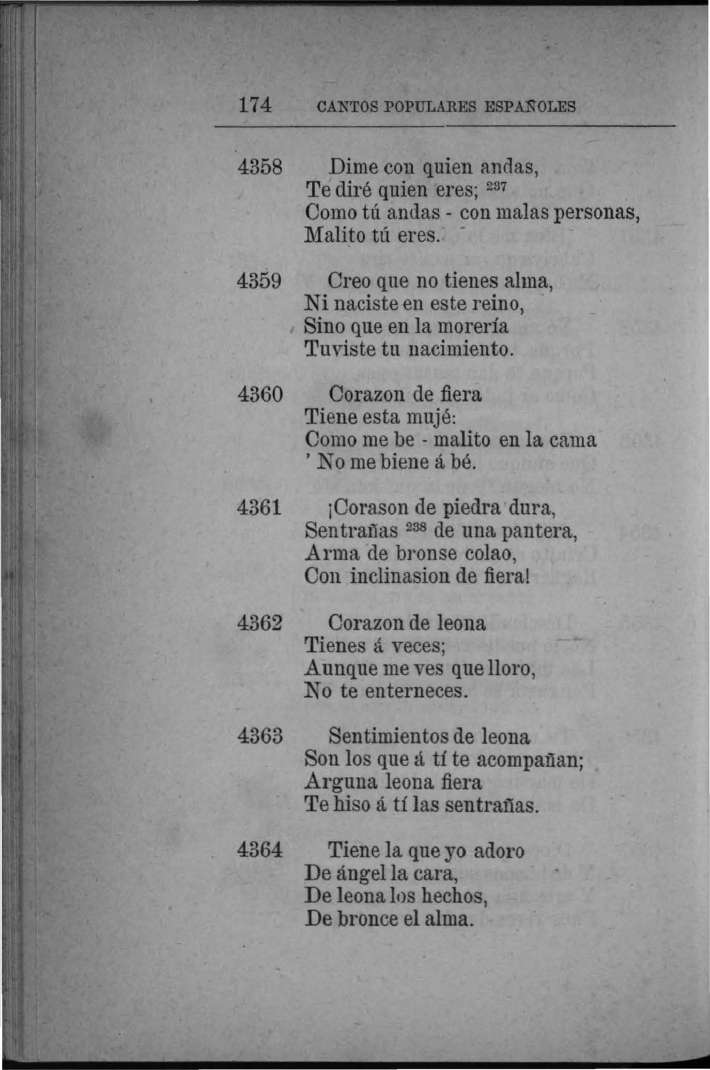 174 CANTOS POPULARES ESPAÑOLES
4358 Dime con quien andas,
Te diré quien eres; ²³⁷
Como tú andas - con malas personas,
Malito tú eres.
4359 Creo que no tienes alma,
Ni naciste en este reino,
Sino que en la morería
Tuviste tu nacimiento.
4360 Corazon de fiera
Tiene esta mujé:
Como me be - malito en la cama
' No me biene á bé.
4361 ¡Corason de piedra dura,
Sentrañas ²³⁸ de una pantera,
Arma de bronse colao,
Con inclinasion de fiera!
4362 Corazon de leona
Tienes á veces;
Aunque me ves que lloro,
No te enterneces.
4363 Sentimientos de leona
Son los que á tí te acompañan;
Arguna leona fiera
Te hiso á tí las sentrañas.
4364 Tiene la que yo adoro
De ángel la cara,
De leona los hechos,
De bronce el alma.